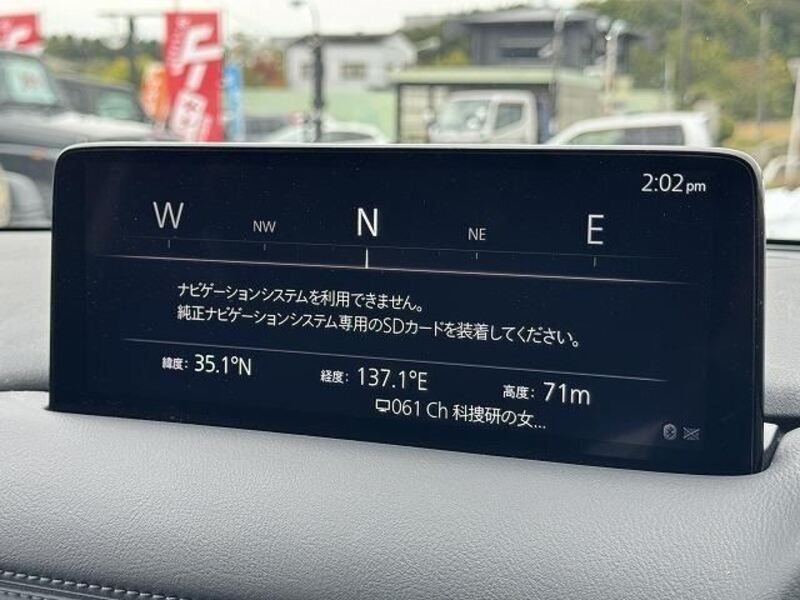 2:02pm
W NW N NE E
ナビゲーションシステムを利用できません。
純正ナビゲーションシステム専用のSDカードを装着してください。
緯度: 35.1°N 経度: 137.1°E 高度: 71m
061 Ch 科捜研の女...